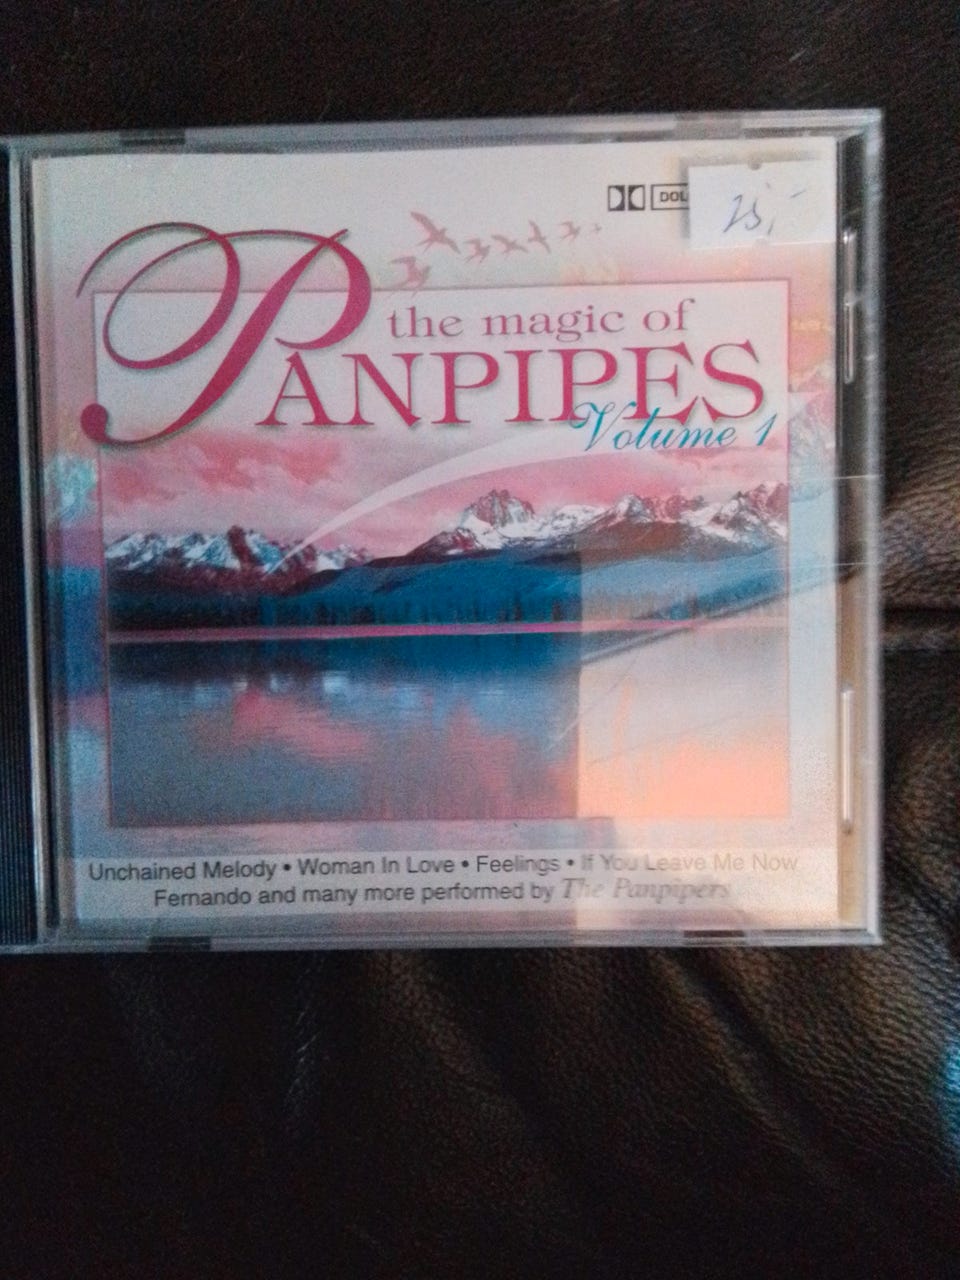 25,-
the magic of
PANPIPES
Volume 1
Unchained Melody • Woman In Love • Feelings • If You Leave Me Now
Fernando and many more performed by The Panpipers